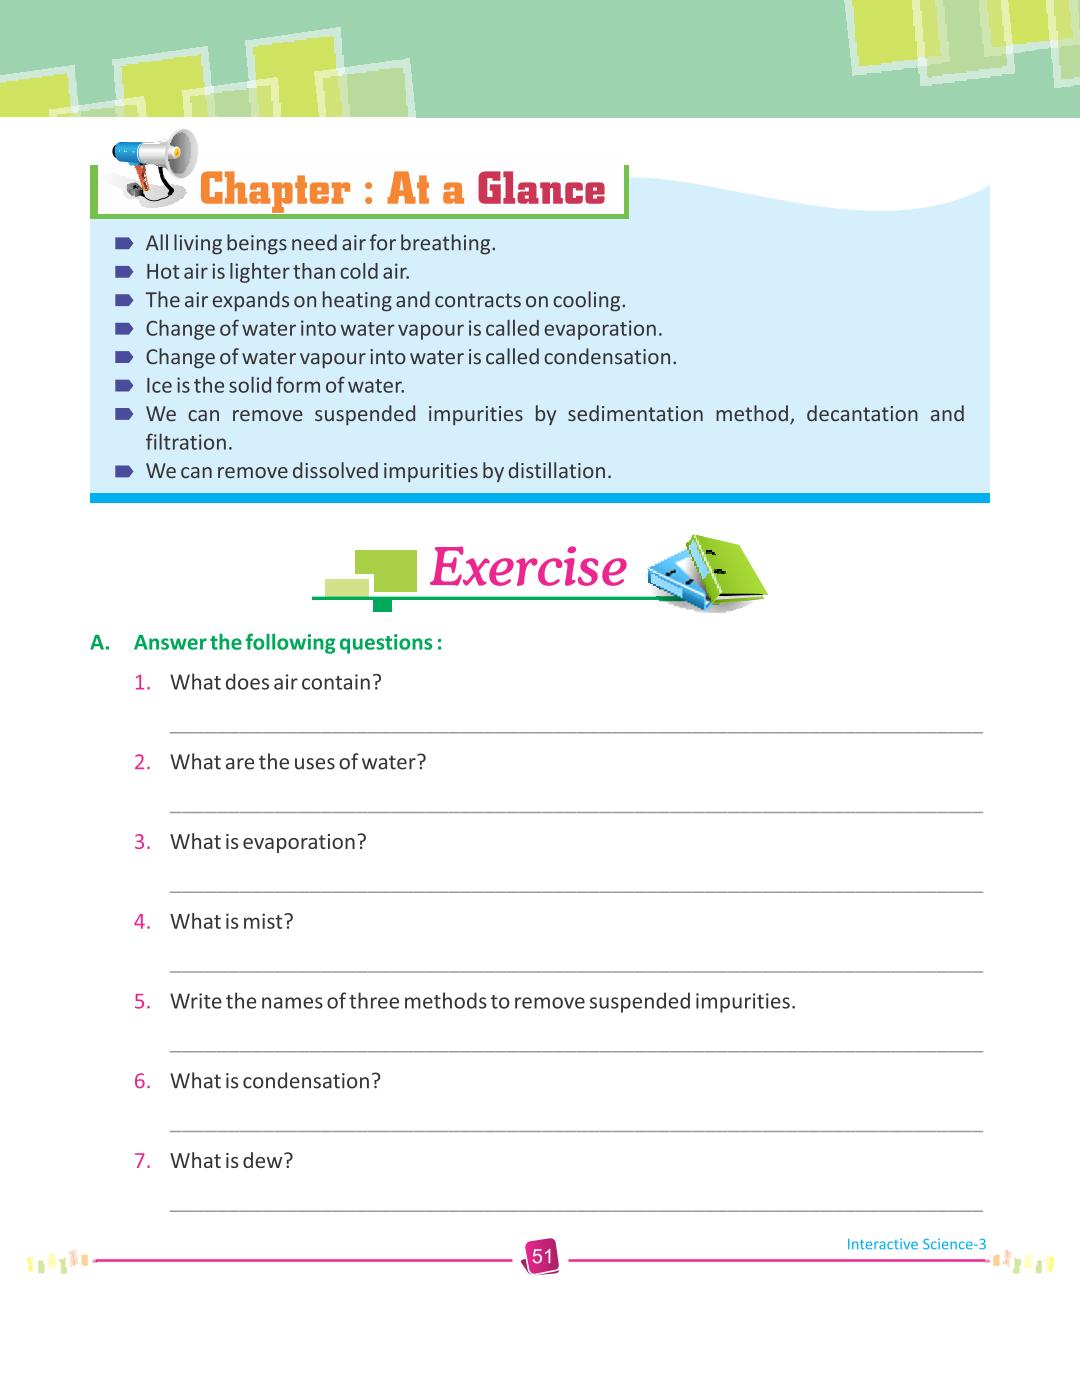 Chapter : At a Glance
All living beings need air for breathing.
Hot air is lighter than cold air.
The air expands on heating and contracts on cooling.
Change of water into water vapour is called evaporation.
Change of water vapour into water is called condensation.
Ice is the solid form of water.
We can remove suspended impurities by sedimentation method, decantation and
filtration.
We can remove dissolved impurities by distillation.
Exercise
A. Answer the following questions :
1. What does air contain?
2. What are the uses of water?
3. What is evaporation?
4. What is mist?
5. Write the names of three methods to remove suspended impurities.
6. What is condensation?
7. What is dew?
Interactive Science-3
51